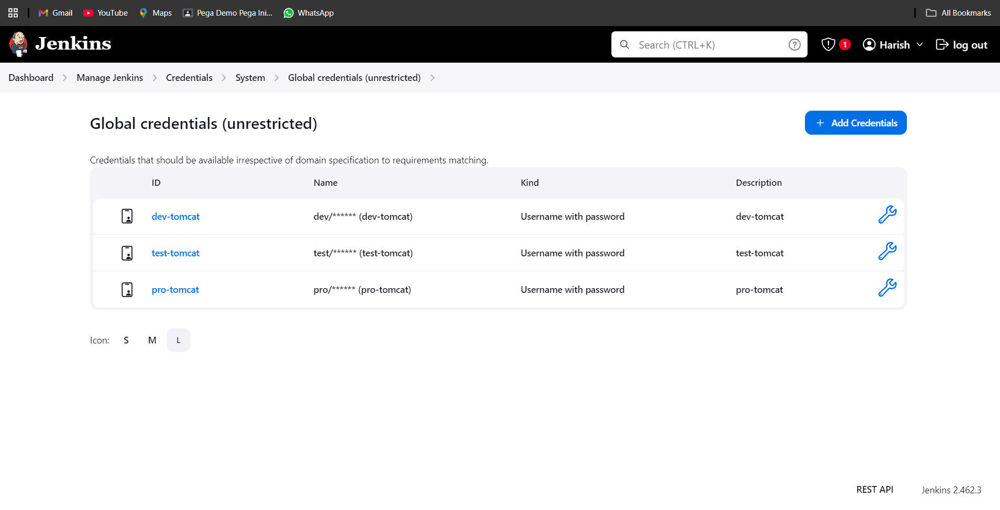 Gmail YouTube Maps Pega Demo Pega Ini... WhatsApp All Bookmarks
Jenkins Search (CTRL+K) 1 Harish log out
Dashboard Manage Jenkins Credentials System Global credentials (unrestricted)
Global credentials (unrestricted) + Add Credentials
Credentials that should be available irrespective of domain specification to requirements matching.
ID Name Kind Description
dev-tomcat dev/****** (dev-tomcat) Username with password dev-tomcat
test-tomcat test/****** (test-tomcat) Username with password test-tomcat
pro-tomcat pro/****** (pro-tomcat) Username with password pro-tomcat
Icon: S M L
REST API Jenkins 2.462.3